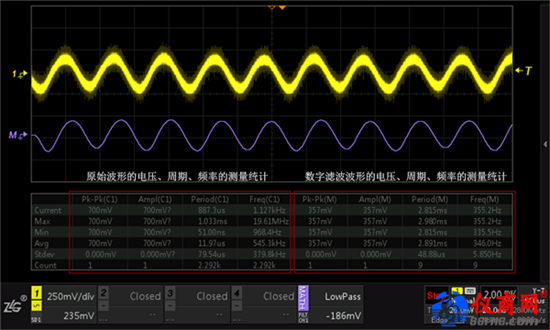 1
T
M
原始波形的电压、周期、频率的测量统计 数字滤波波形的电压、周期、频率的测量统计
Pk-Pk(C1) Ampl(C1) Period(C1) Freq(C1) Pk-Pk(M) Ampl(M) Period(M) Freq(M)
Current 700mV 700mV? 887.3us 1.127kHz 357mV 357mV 2.815ms 355.2Hz
Max 700mV 700mV? 1.033ms 19.61MHz 357mV 357mV 2.980ms 355.2Hz
Min 700mV 700mV? 51.00ns 968.4Hz 357mV 357mV 2.815ms 335.5Hz
Avg 700mV 700mV? 11.97us 545.3kHz 357mV 357mV 2.891ms 346.0Hz
Stdev 0.000mV 0.000mV? 79.54us 379.8kHz 0.000mV 0.000mV 48.88us 5.850Hz
Count 1 1 2.292k 2.292k 1 1 9 9
ZLG 1 250mV/div 235mV
2 Closed -- --
3 Closed -- --
4 Closed -- --
MATH LowPass
FILT CH1 -186mV
2.00
Y-T
仪商网
Edge